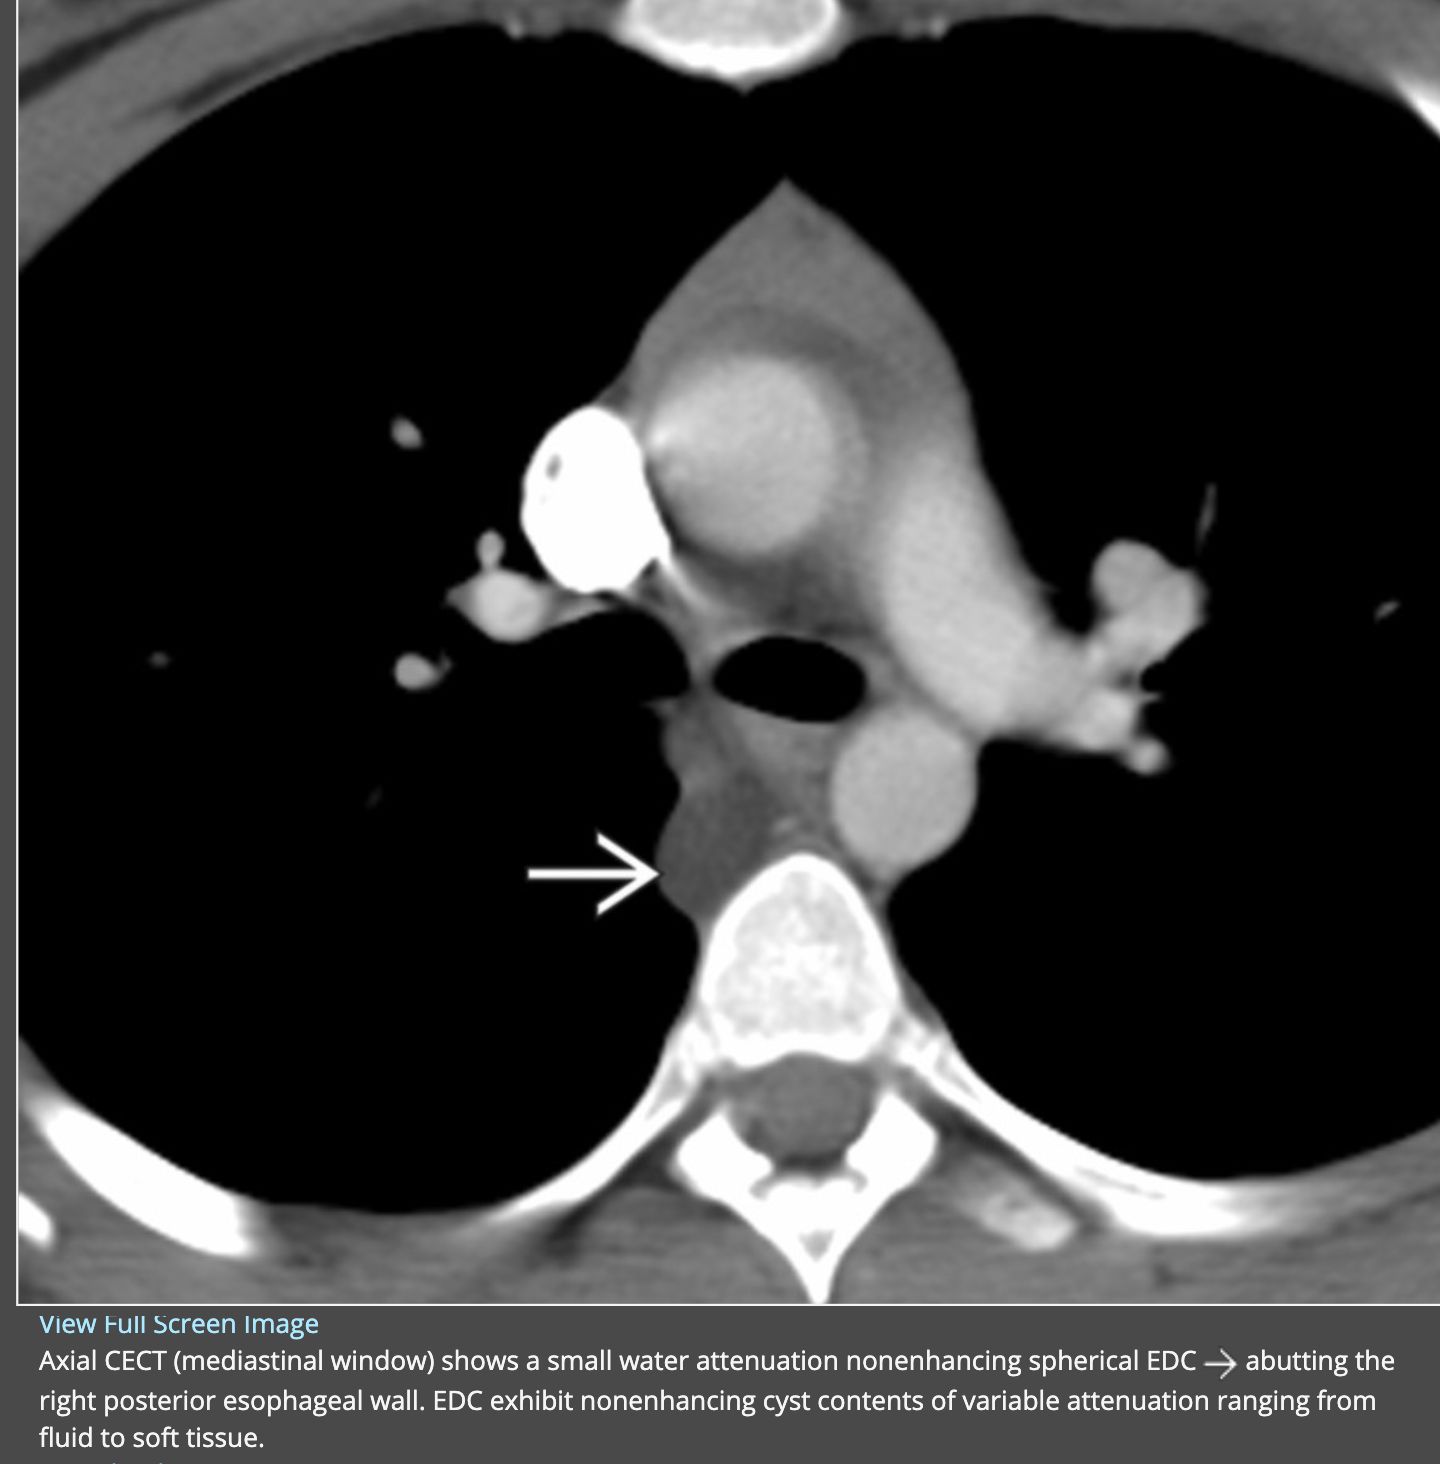 View Full Screen Image
Axial CECT (mediastinal window) shows a small water attenuation nonenhancing spherical EDC → abutting the
right posterior esophageal wall. EDC exhibit nonenhancing cyst contents of variable attenuation ranging from
fluid to soft tissue.